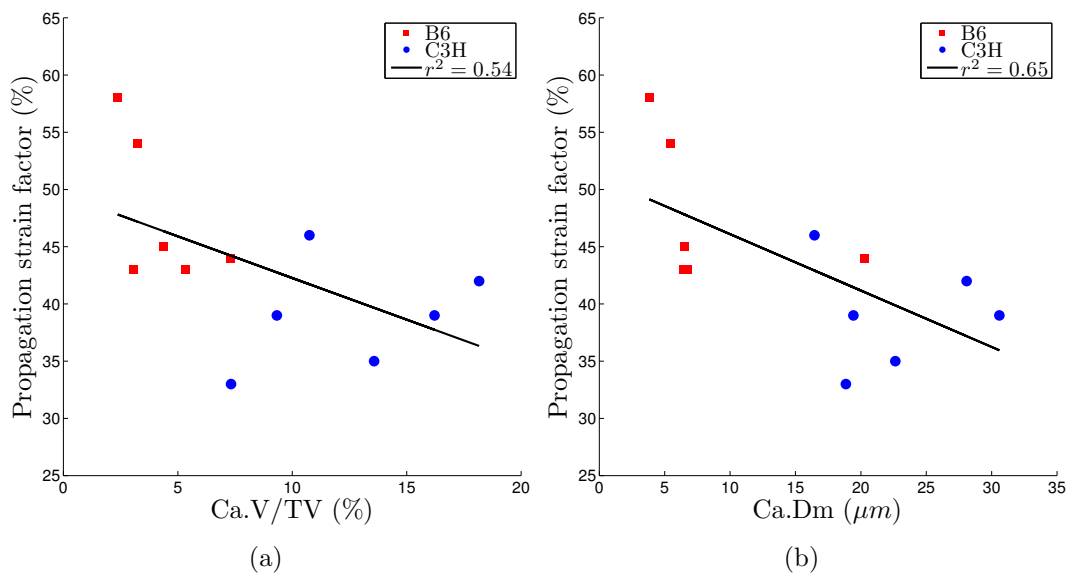 65
60
55
50
45
40
35
30
25
0
5
10
15
20
Propagation strain factor (%)
Ca.V/TV (%)
B6
C3H
r² = 0.54
(a)
65
60
55
50
45
40
35
30
25
0
5
10
15
20
25
30
35
Propagation strain factor (%)
Ca.Dm (μm)
B6
C3H
r² = 0.65
(b)